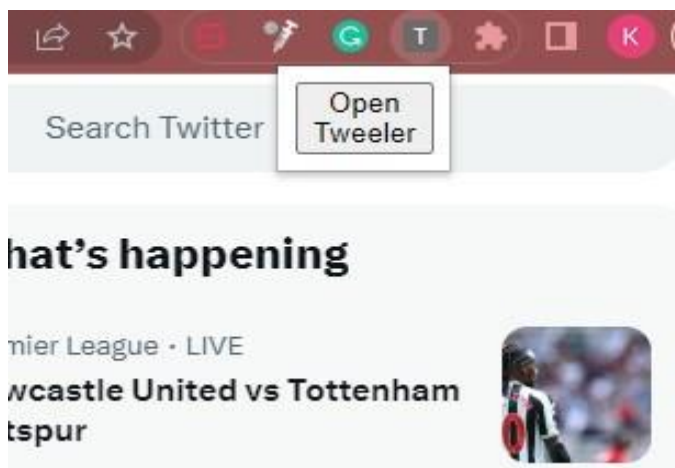 T
K
Open
Tweeler
Search Twitter
hat's happening
mier League · LIVE
wcastle United vs Tottenham
tspur